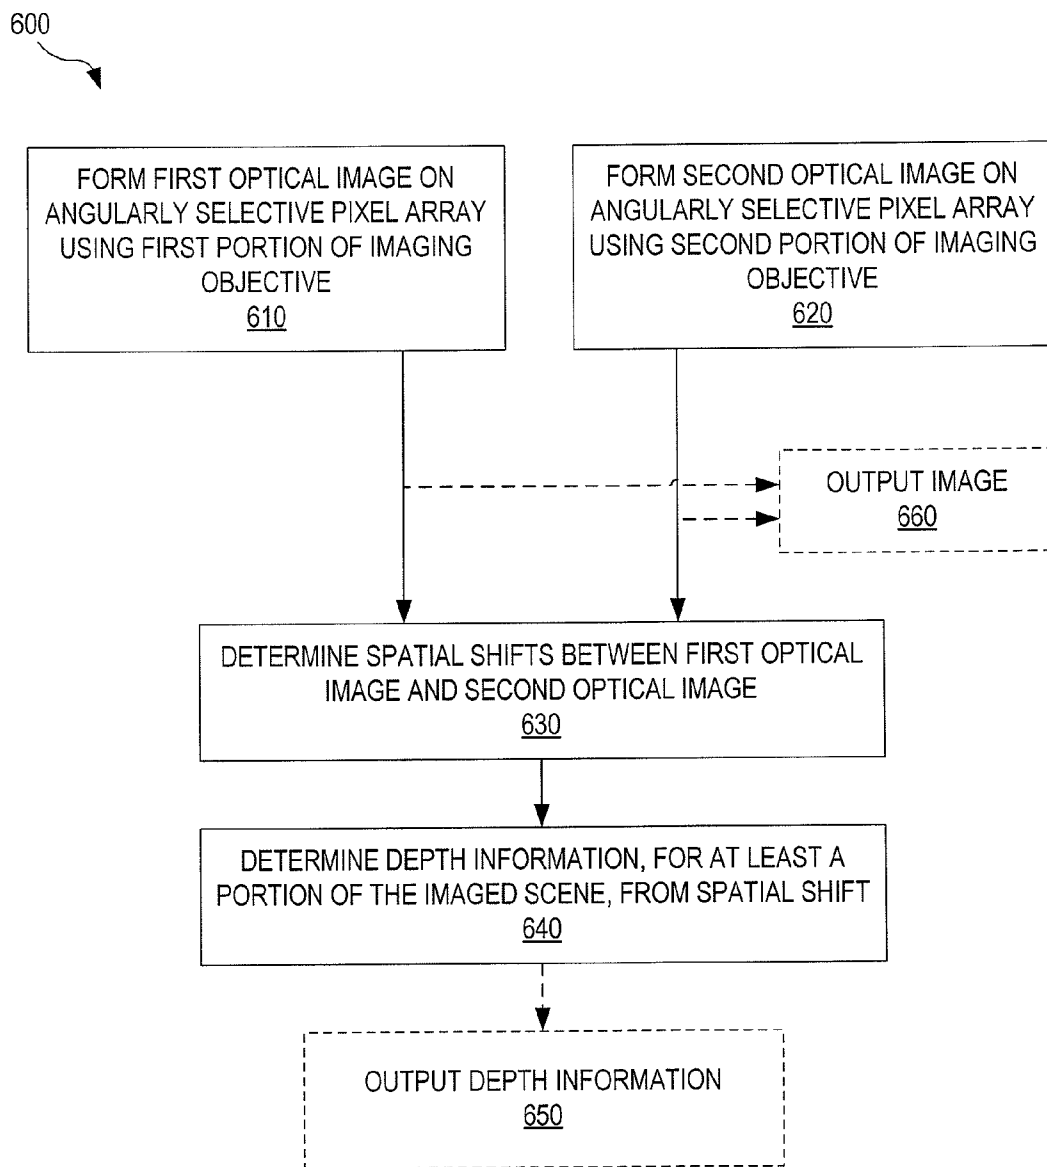 600
FORM FIRST OPTICAL IMAGE ON
ANGULARLY SELECTIVE PIXEL ARRAY
USING FIRST PORTION OF IMAGING
OBJECTIVE
610
FORM SECOND OPTICAL IMAGE ON
ANGULARLY SELECTIVE PIXEL ARRAY
USING SECOND PORTION OF IMAGING
OBJECTIVE
620
OUTPUT IMAGE
660
DETERMINE SPATIAL SHIFTS BETWEEN FIRST OPTICAL
IMAGE AND SECOND OPTICAL IMAGE
630
DETERMINE DEPTH INFORMATION, FOR AT LEAST A
PORTION OF THE IMAGED SCENE, FROM SPATIAL SHIFT
640
OUTPUT DEPTH INFORMATION
650